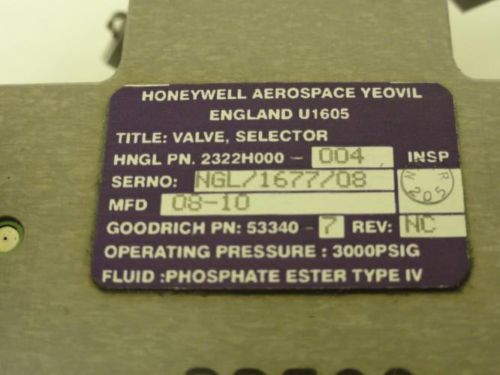 HONEYWELL AEROSPACE YEOVIL
ENGLAND U1605
TITLE: VALVE, SELECTOR
HNGL PN. 2322H000 - 004 INSP
SERNO: NGL/1677/08
MFD 08-10
GOODRICH PN: 53340 - 7 REV: NC
OPERATING PRESSURE : 3000PSIG
FLUID :PHOSPHATE ESTER TYPE IV